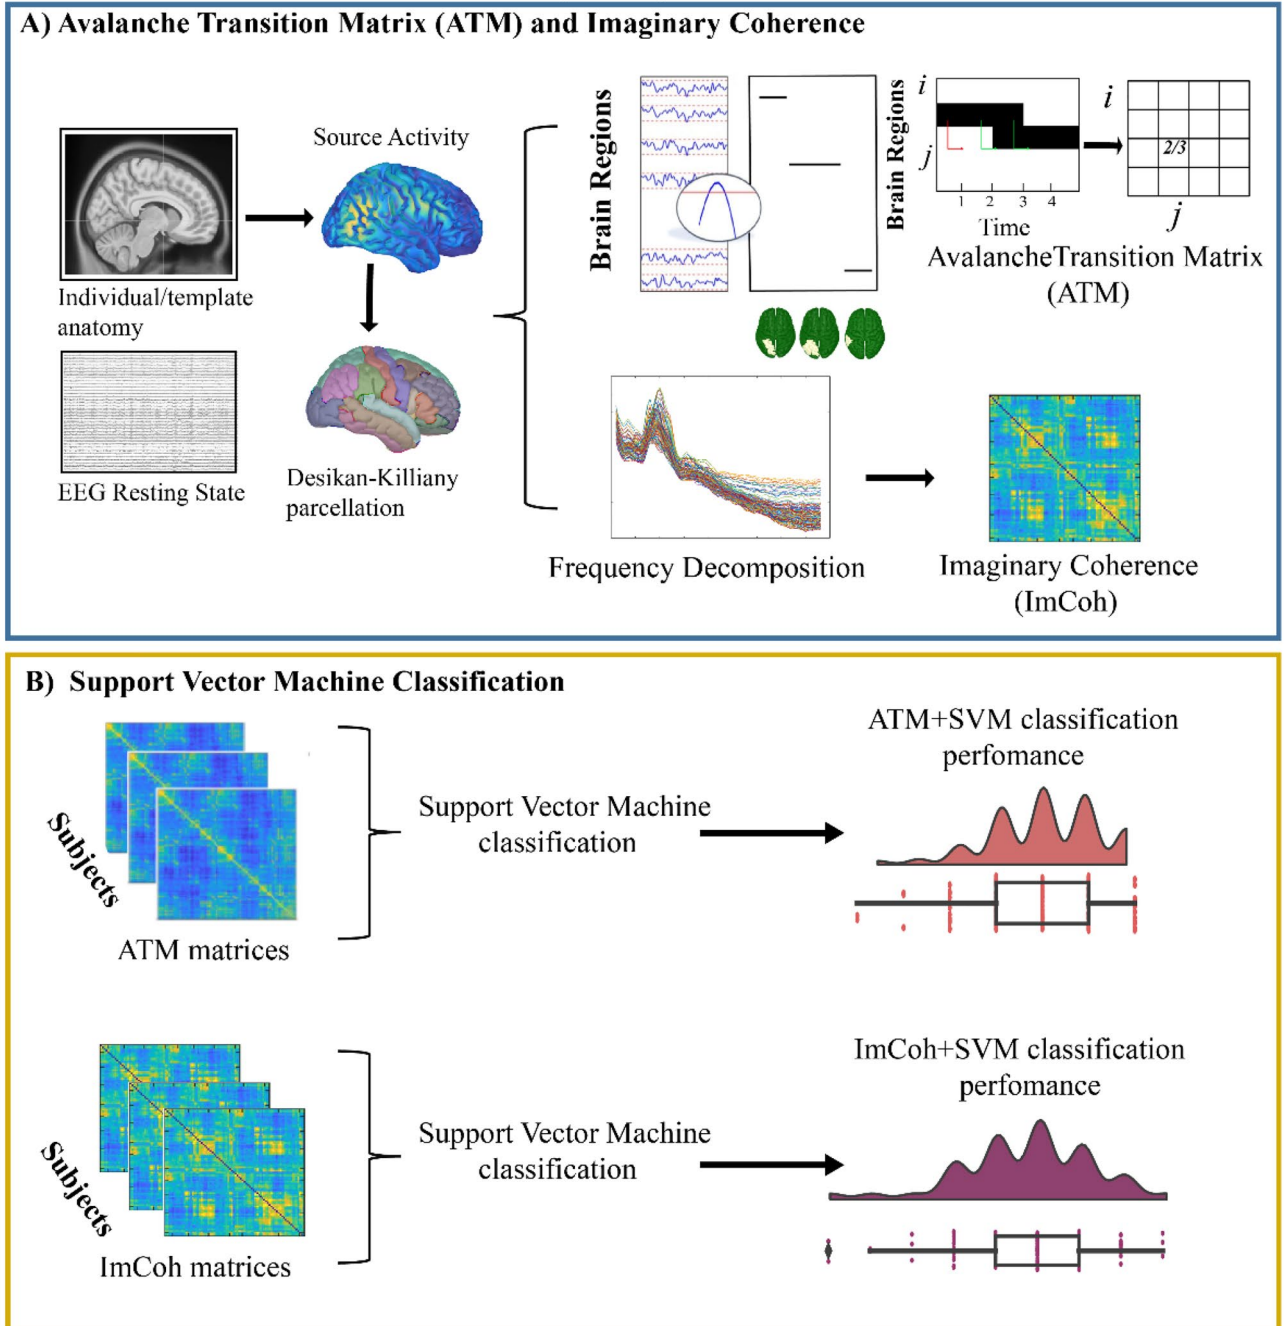 A) Avalanche Transition Matrix (ATM) and Imaginary Coherence
Individual/template
anatomy
EEG Resting State
Source Activity
Desikan-Killiany
parcellation
Brain Regions
Brain Regions
i
j
1 2 3 4
Time
i
2/3
j
AvalancheTransition Matrix
(ATM)
Frequency Decomposition
Imaginary Coherence
(ImCoh)
B) Support Vector Machine Classification
Subjects
ATM matrices
Support Vector Machine
classification
ATM+SVM classification
perfomance
Subjects
ImCoh matrices
Support Vector Machine
classification
ImCoh+SVM classification
perfomance